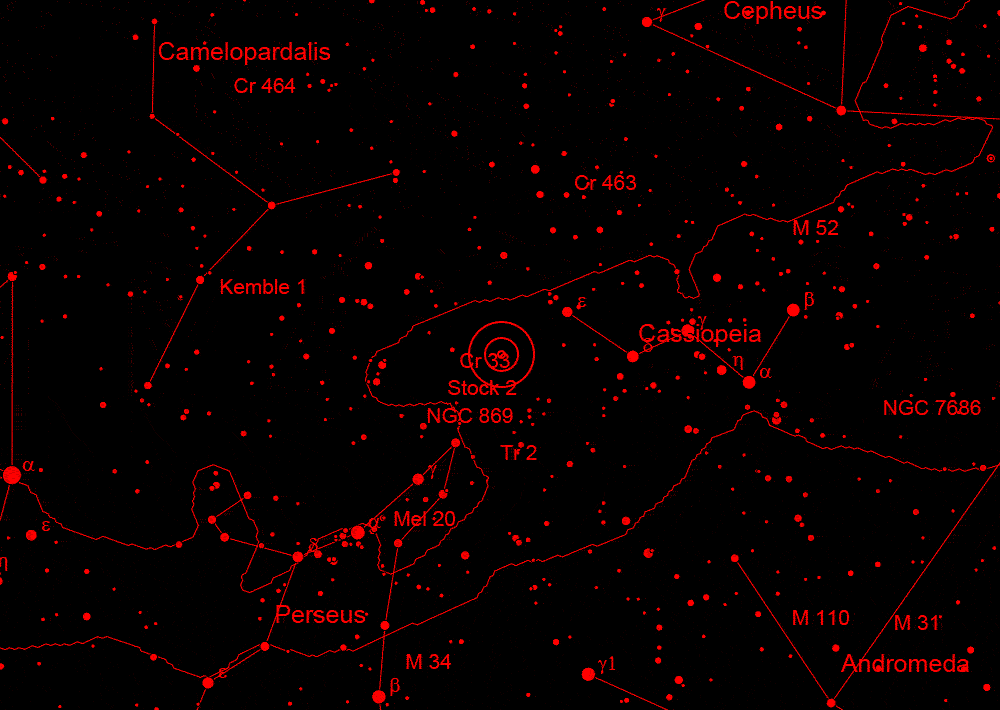 γ
Cepheus
Camelopardalis
Cr 464
Cr 463
M 52
Kemble 1
ε
β
γ
Cassiopeia
δ
η
α
Cr 33
Stock 2
NGC 869
NGC 7686
Tr 2
γ
α
ε
Mel 20
α
δ
η
Perseus
M 110
M 31
M 34
ε
β
γ1
Andromeda